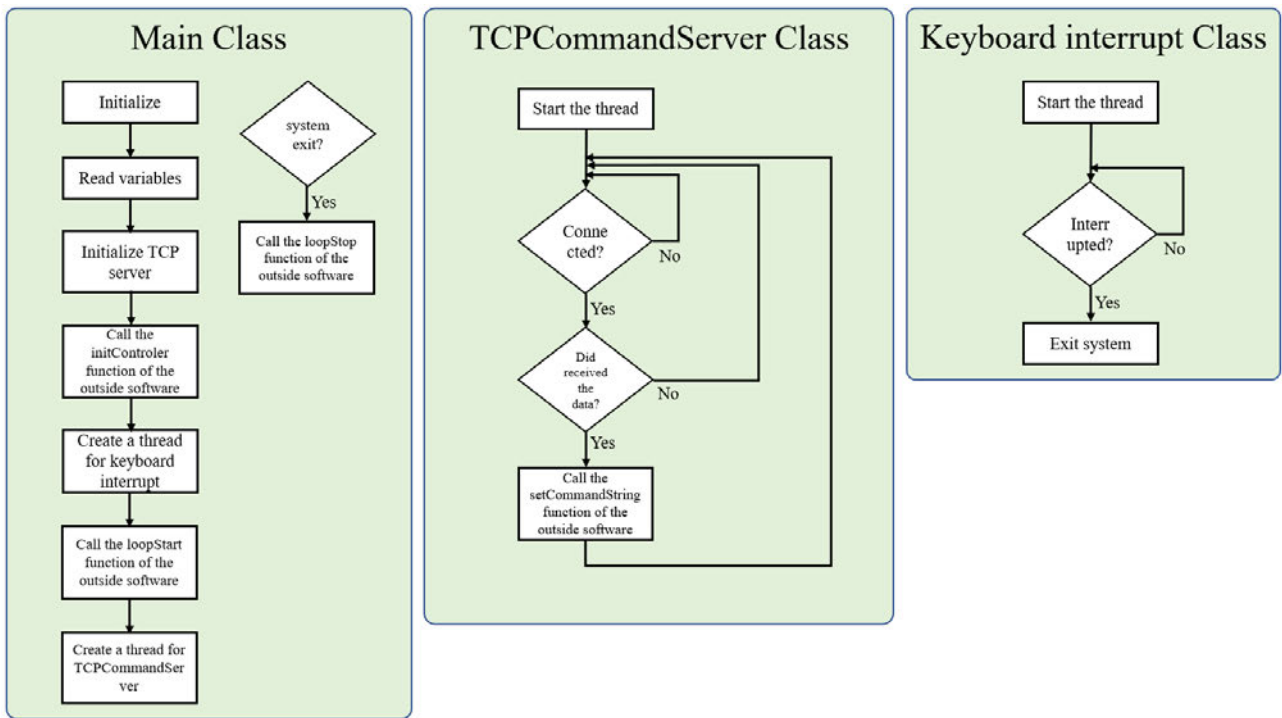 Main Class
Initialize
Read variables
Initialize TCP
server
Call the
initControler
function of the
outside software
Create a thread
for keyboard
interrupt
Call the loopStart
function of the
outside software
Create a thread for
TCPCommandSer
ver
system
exit?
Yes
Call the loopStop
function of the
outside software
TCPCommandServer Class
Start the thread
Conne
cted?
No
Yes
Did
received
the
data?
No
Yes
Call the
setCommandString
function of the
outside software
Keyboard interrupt Class
Start the thread
Interr
upted?
No
Yes
Exit system